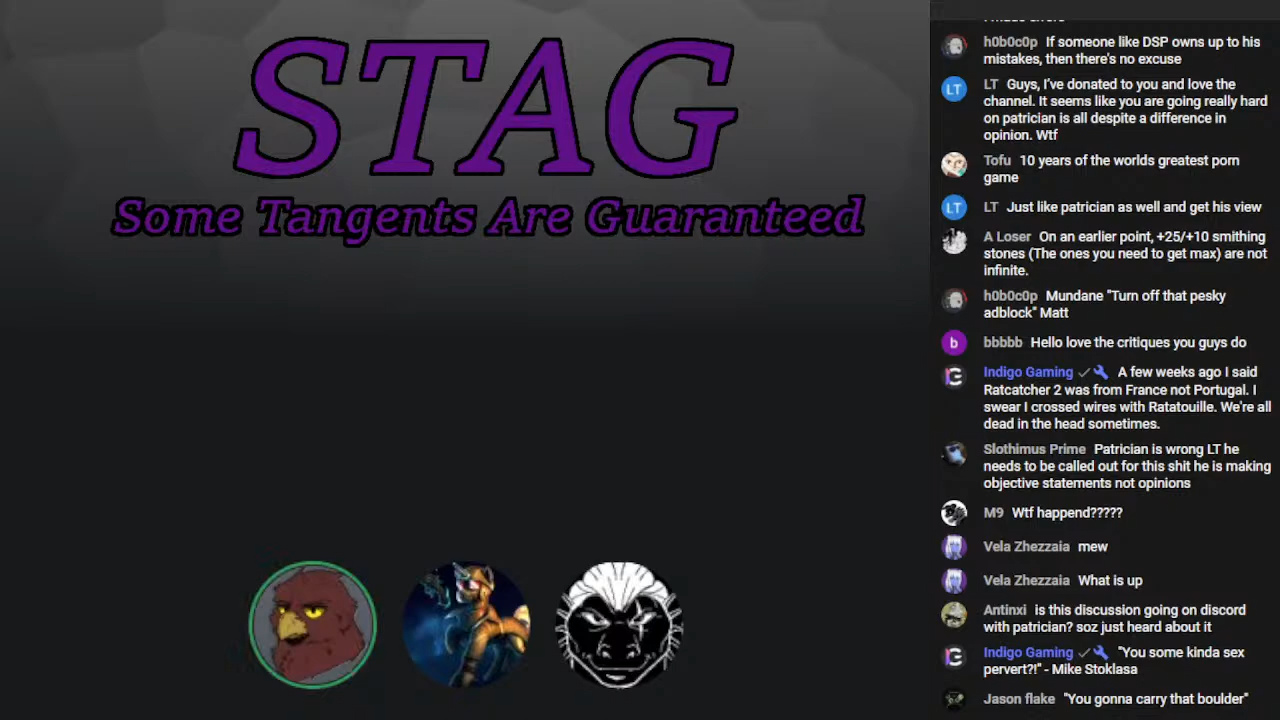 STAG
Some Tangents Are Guaranteed
h0b0c0p If someone like DSP owns up to his
mistakes, then there's no excuse
LT
LT Guys, I've donated to you and love the
channel. It seems like you are going really hard
on patrician is all despite a difference in
opinion. Wtf
Tofu 10 years of the worlds greatest porn
game
LT
LT Just like patrician as well and get his view
A Loser On an earlier point, +25/+10 smithing
stones (The ones you need to get max) are not
infinite.
h0b0c0p Mundane "Turn off that pesky
adblock" Matt
b
bbbbb Hello love the critiques you guys do
Indigo Gaming A few weeks ago I said
Ratcatcher 2 was from France not Portugal. I
swear I crossed wires with Ratatouille. We're all
dead in the head sometimes.
Slothimus Prime Patrician is wrong LT he
needs to be called out for this shit he is making
objective statements not opinions
M9 Wtf happend?????
Vela Zhezzaia mew
Vela Zhezzaia What is up
Antinxi is this discussion going on discord
with patrician? soz just heard about it
Indigo Gaming "You some kinda sex
pervert?!" - Mike Stoklasa
Jason flake "You gonna carry that boulder"